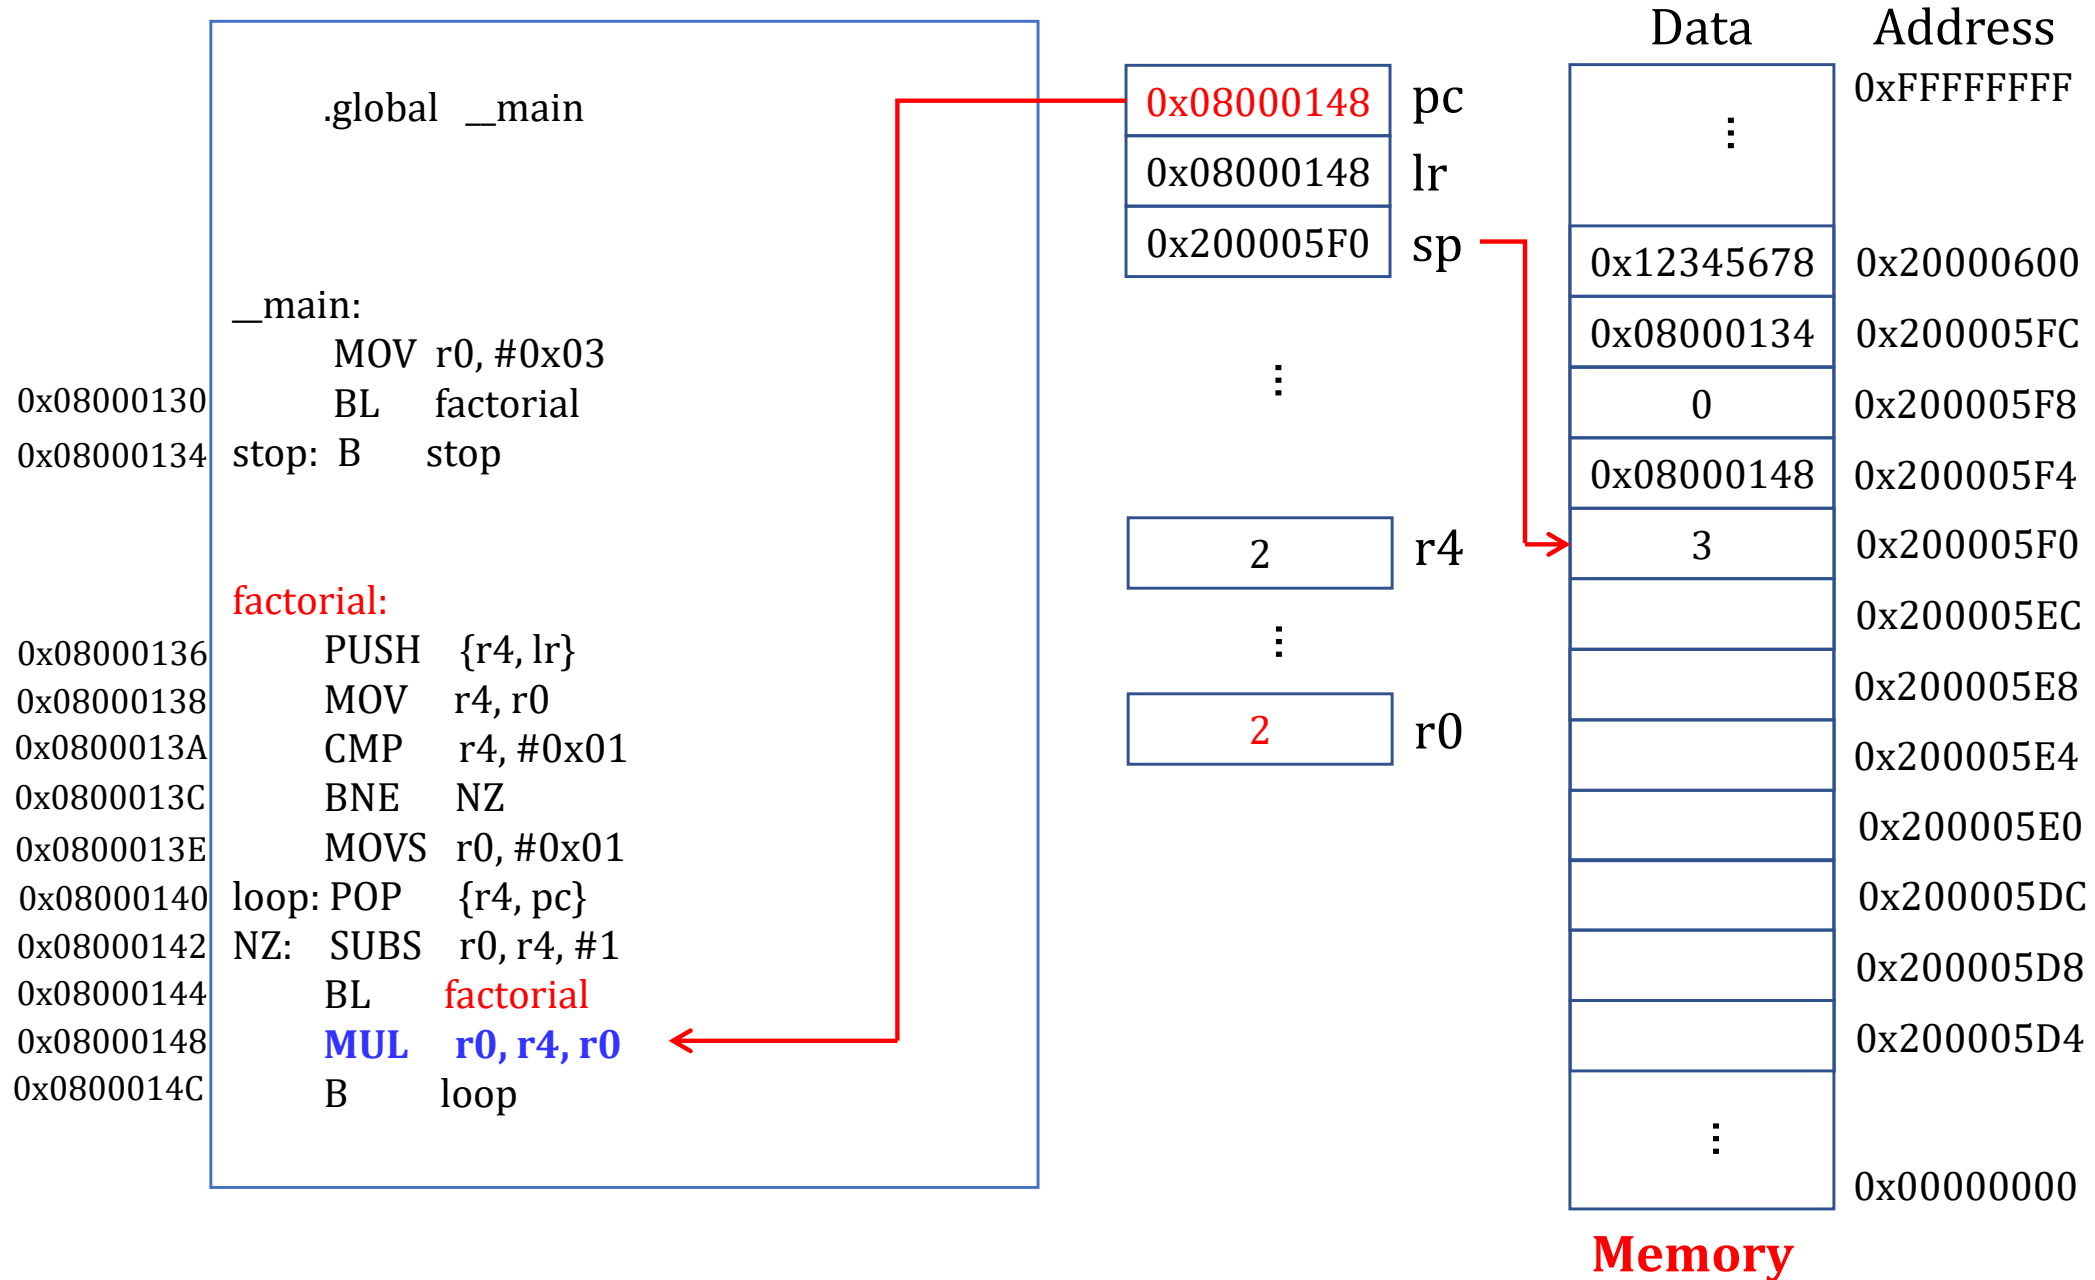 .global __main
__main:
MOV r0, #0x03
0x08000130 BL factorial
0x08000134 stop: B stop
factorial:
0x08000136 PUSH {r4, lr}
0x08000138 MOV r4, r0
0x0800013A CMP r4, #0x01
0x0800013C BNE NZ
0x0800013E MOVS r0, #0x01
0x08000140 loop: POP {r4, pc}
0x08000142 NZ: SUBS r0, r4, #1
0x08000144 BL factorial
0x08000148 MUL r0, r4, r0
0x0800014C B loop
0x08000148 pc
0x08000148 lr
0x200005F0 sp
⋮
2 r4
⋮
2 r0
Data Address
0xFFFFFFFF
⋮
0x12345678 0x20000600
0x08000134 0x200005FC
0 0x200005F8
0x08000148 0x200005F4
3 0x200005F0
0x200005EC
0x200005E8
0x200005E4
0x200005E0
0x200005DC
0x200005D8
0x200005D4
⋮
0x00000000
Memory